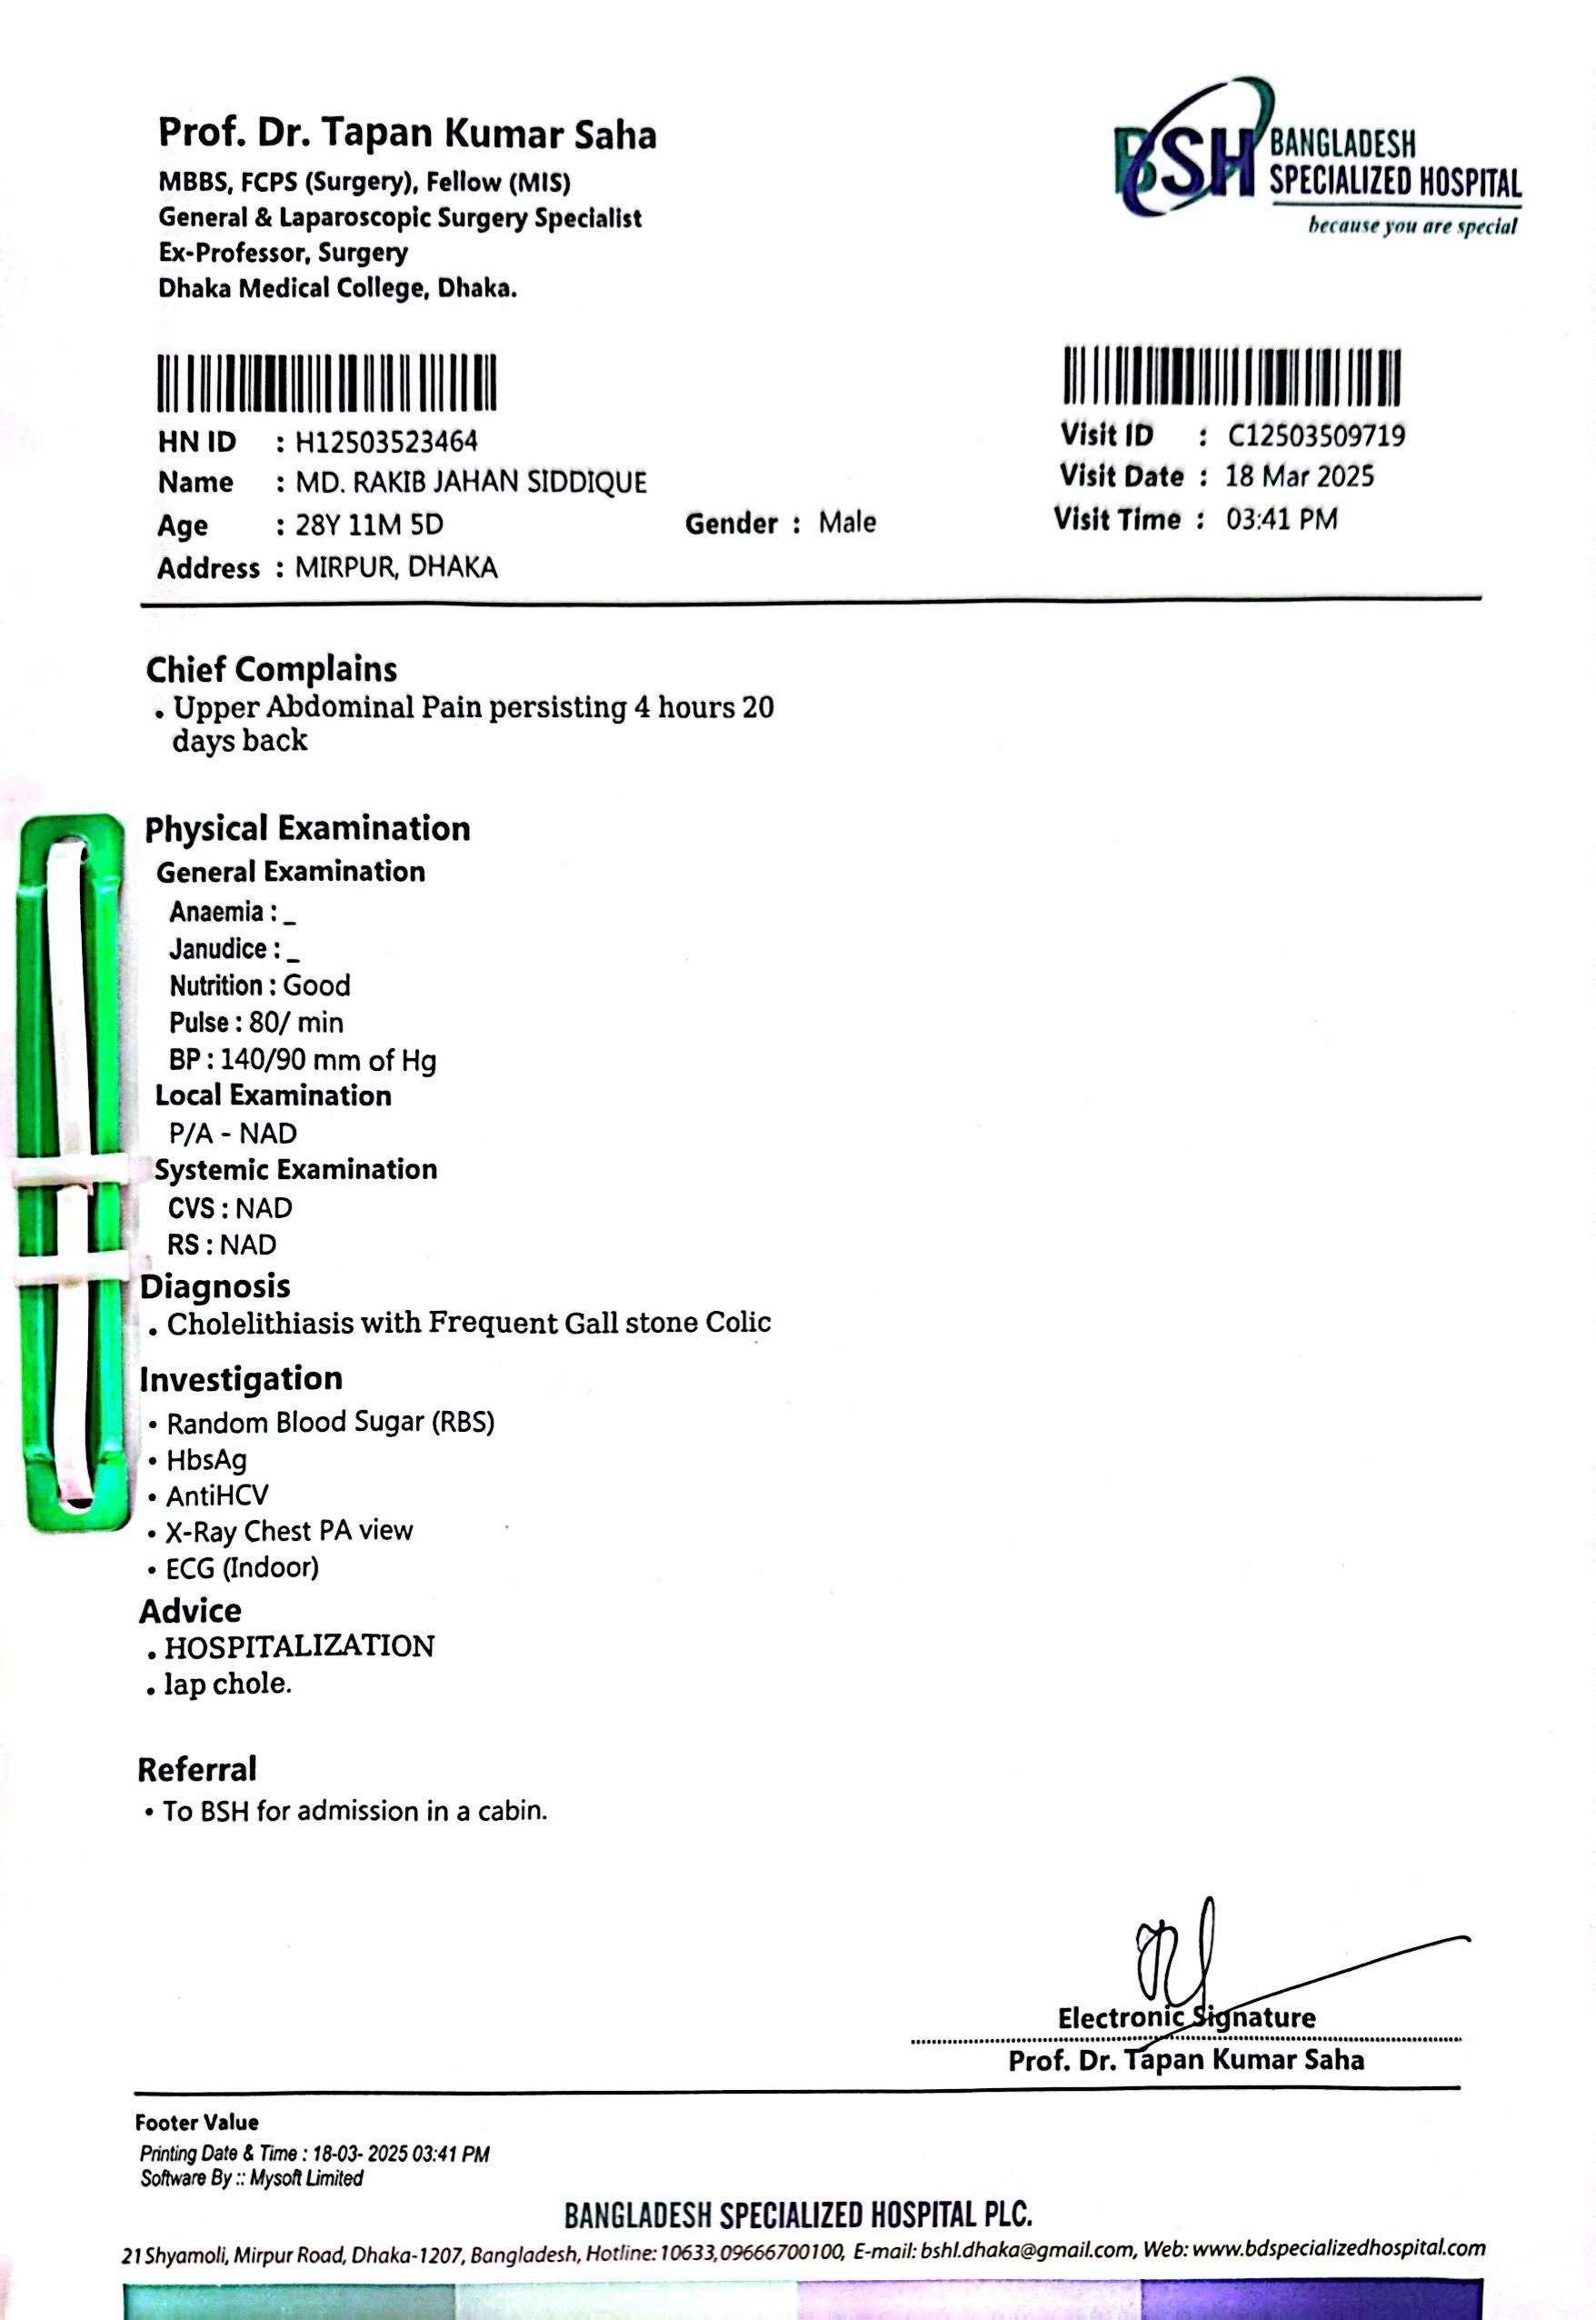 Prof. Dr. Tapan Kumar Saha
MBBS, FCPS (Surgery), Fellow (MIS)
General & Laparoscopic Surgery Specialist
Ex-Professor, Surgery
Dhaka Medical College, Dhaka.
BSH BANGLADESH
SPECIALIZED HOSPITAL
because you are special
HN ID : H12503523464
Name : MD. RAKIB JAHAN SIDDIQUE
Age : 28Y 11M 5D Gender : Male
Address : MIRPUR, DHAKA
Visit ID : C12503509719
Visit Date : 18 Mar 2025
Visit Time : 03:41 PM
Chief Complains
. Upper Abdominal Pain persisting 4 hours 20
days back
Physical Examination
General Examination
Anaemia : _
Janudice : _
Nutrition : Good
Pulse : 80/ min
BP : 140/90 mm of Hg
Local Examination
P/A - NAD
Systemic Examination
CVS : NAD
RS : NAD
Diagnosis
. Cholelithiasis with Frequent Gall stone Colic
Investigation
• Random Blood Sugar (RBS)
• HbsAg
• AntiHCV
• X-Ray Chest PA view
• ECG (Indoor)
Advice
. HOSPITALIZATION
. lap chole.
Referral
• To BSH for admission in a cabin.
Electronic Signature
Prof. Dr. Tapan Kumar Saha
Footer Value
Printing Date & Time : 18-03- 2025 03:41 PM
Software By :: Mysoft Limited
BANGLADESH SPECIALIZED HOSPITAL PLC.
21 Shyamoli, Mirpur Road, Dhaka-1207, Bangladesh, Hotline: 10633, 09666700100, E-mail: bshl.dhaka@gmail.com, Web: www.bdspecializedhospital.com